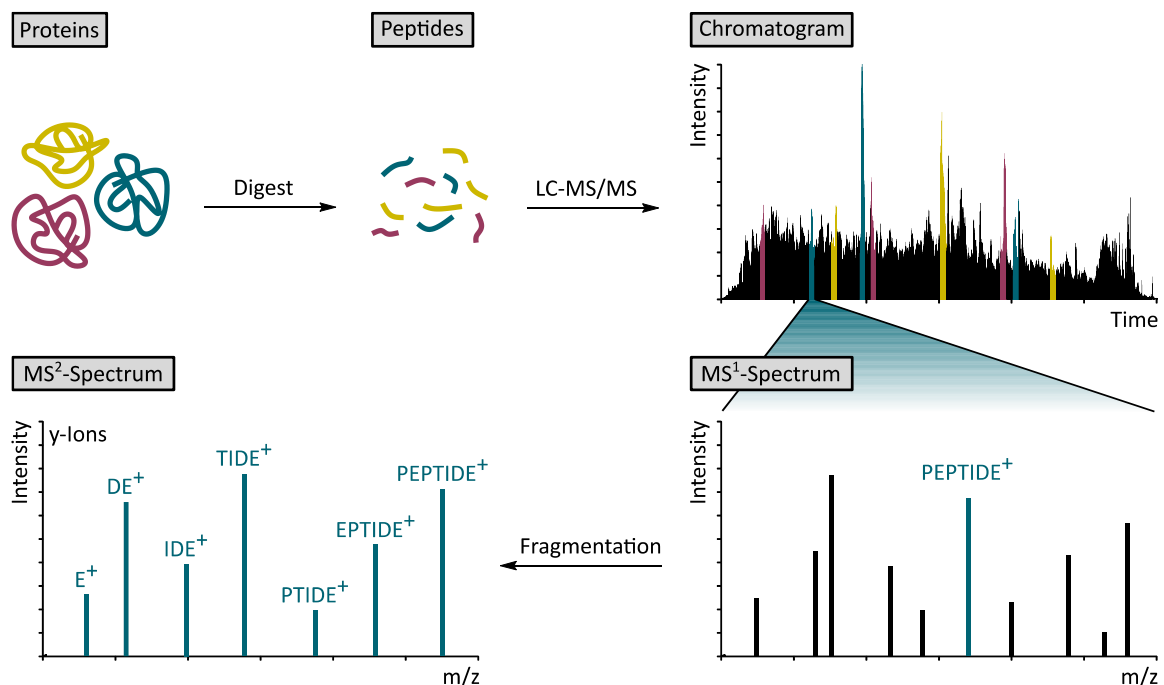 Proteins
Peptides
Chromatogram
Digest
LC-MS/MS
Intensity
Time
MS²-Spectrum
MS¹-Spectrum
Intensity
y-Ions
E⁺
DE⁺
IDE⁺
TIDE⁺
PTIDE⁺
EPTIDE⁺
PEPTIDE⁺
m/z
Fragmentation
Intensity
PEPTIDE⁺
m/z